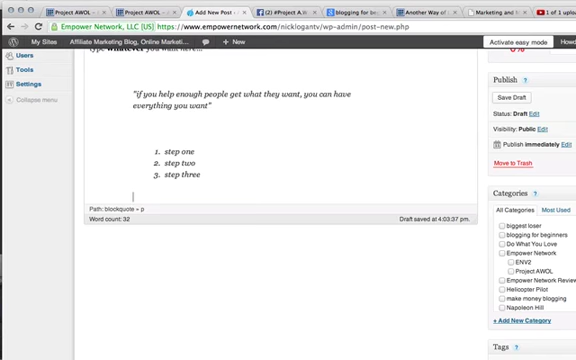 Project AWOL -
Project AWOL -
Add New Post -
(2) #Project A
blogging for be
Another Way of
Marketing and
1 of 1 uploa
Empower Network, LLC [US] https://www.empowernetwork.com/nicklogantv/wp-admin/post-new.php
My Sites Affiliate Marketing Blog, Online Marketi... + New Activate easy mode Howd
Users
Tools
Settings
Collapse menu
Type whatever you want here...
"if you help enough people get what they want, you can have
everything you want"
1. step one
2. step two
3. step three
Path: blockquote » p
Word count: 32 Draft saved at 4:03:37 pm.
0%
Publish ?
Save Draft
Status: Draft Edit
Visibility: Public Edit
Publish immediately Edit
Move to Trash
Categories ?
All Categories Most Used
biggest loser
blogging for beginners
Do What You Love
Empower Network
ENV2
Project AWOL
Empower Network Review
Helicopter Pilot
make money blogging
Napoleon Hill
+ Add New Category
Tags ?